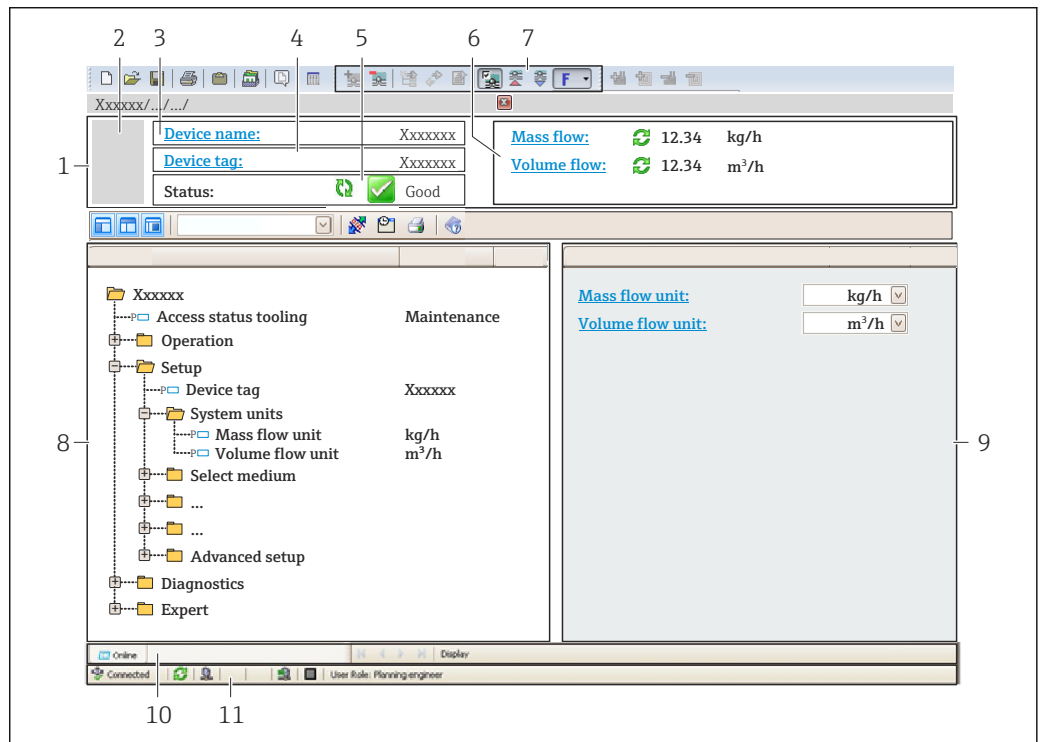 2 3 4 5 6 7
F
Xxxxxx/.../.../
1
Device name: Xxxxxxx
Device tag: Xxxxxxx
Status: Good
Mass flow: 12.34 kg/h
Volume flow: 12.34 m³/h
Xxxxxx
P Access status tooling Maintenance
Operation
Setup
P Device tag Xxxxxx
System units
P Mass flow unit kg/h
P Volume flow unit m³/h
Select medium
...
...
Advanced setup
Diagnostics
Expert
8
Mass flow unit: kg/h
Volume flow unit: m³/h
9
Online Display
Connected User Role: Planning engineer
10 11